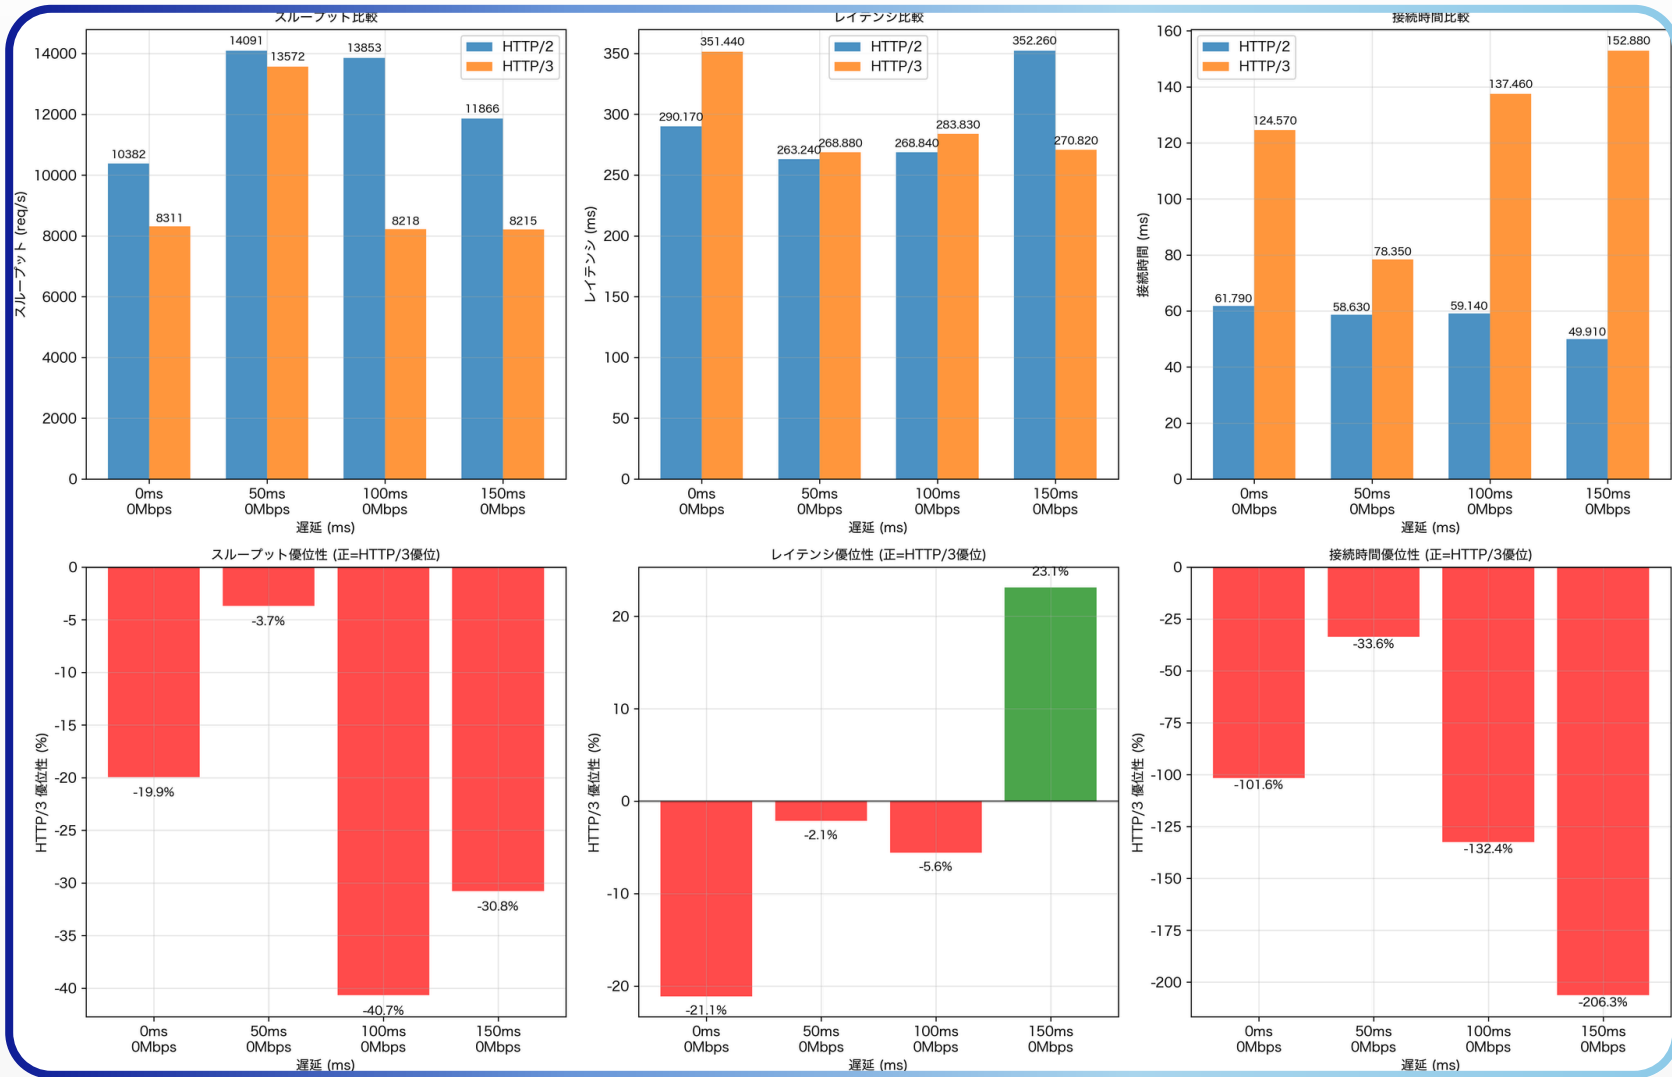 スループット比較
14000
12000
10000
8000
6000
4000
2000
0
スループット (req/s)
HTTP/2
HTTP/3
10382
8311
14091
13572
13853
8218
11866
8215
0ms
0Mbps
50ms
0Mbps
100ms
0Mbps
150ms
0Mbps
遅延 (ms)
レイテンシ比較
350
300
250
200
150
100
50
0
レイテンシ (ms)
HTTP/2
HTTP/3
290.170
351.440
263.240
268.880
268.840
283.830
352.260
270.820
0ms
0Mbps
50ms
0Mbps
100ms
0Mbps
150ms
0Mbps
遅延 (ms)
接続時間比較
160
140
120
100
80
60
40
20
0
接続時間 (ms)
HTTP/2
HTTP/3
61.790
124.570
58.630
78.350
59.140
137.460
49.910
152.880
0ms
0Mbps
50ms
0Mbps
100ms
0Mbps
150ms
0Mbps
遅延 (ms)
スループット優位性 (正=HTTP/3優位)
0
-5
-10
-15
-20
-25
-30
-35
-40
HTTP/3 優位性 (%)
-19.9%
-3.7%
-40.7%
-30.8%
0ms
0Mbps
50ms
0Mbps
100ms
0Mbps
150ms
0Mbps
遅延 (ms)
レイテンシ優位性 (正=HTTP/3優位)
20
10
0
-10
-20
HTTP/3 優位性 (%)
-21.1%
-2.1%
-5.6%
23.1%
0ms
0Mbps
50ms
0Mbps
100ms
0Mbps
150ms
0Mbps
遅延 (ms)
接続時間優位性 (正=HTTP/3優位)
0
-25
-50
-75
-100
-125
-150
-175
-200
HTTP/3 優位性 (%)
-101.6%
-33.6%
-132.4%
-206.3%
0ms
0Mbps
50ms
0Mbps
100ms
0Mbps
150ms
0Mbps
遅延 (ms)